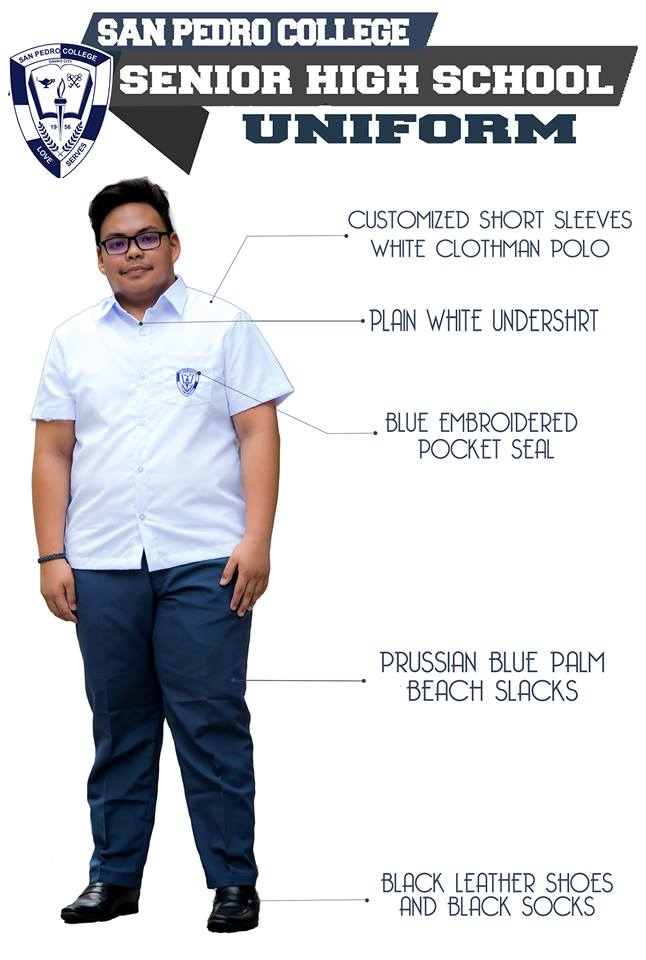 SAN PEDRO COLLEGE
SENIOR HIGH SCHOOL
UNIFORM
SAN PEDRO COLLEGE
DAVAO CITY
19 56
LOVE SERVES
CUSTOMIZED SHORT SLEEVES
WHITE CLOTHMAN POLO
PLAIN WHITE UNDERSHRT
BLUE EMBROIDERED
POCKET SEAL
PRUSSIAN BLUE PALM
BEACH SLACKS
BLACK LEATHER SHOES
AND BLACK SOCKS